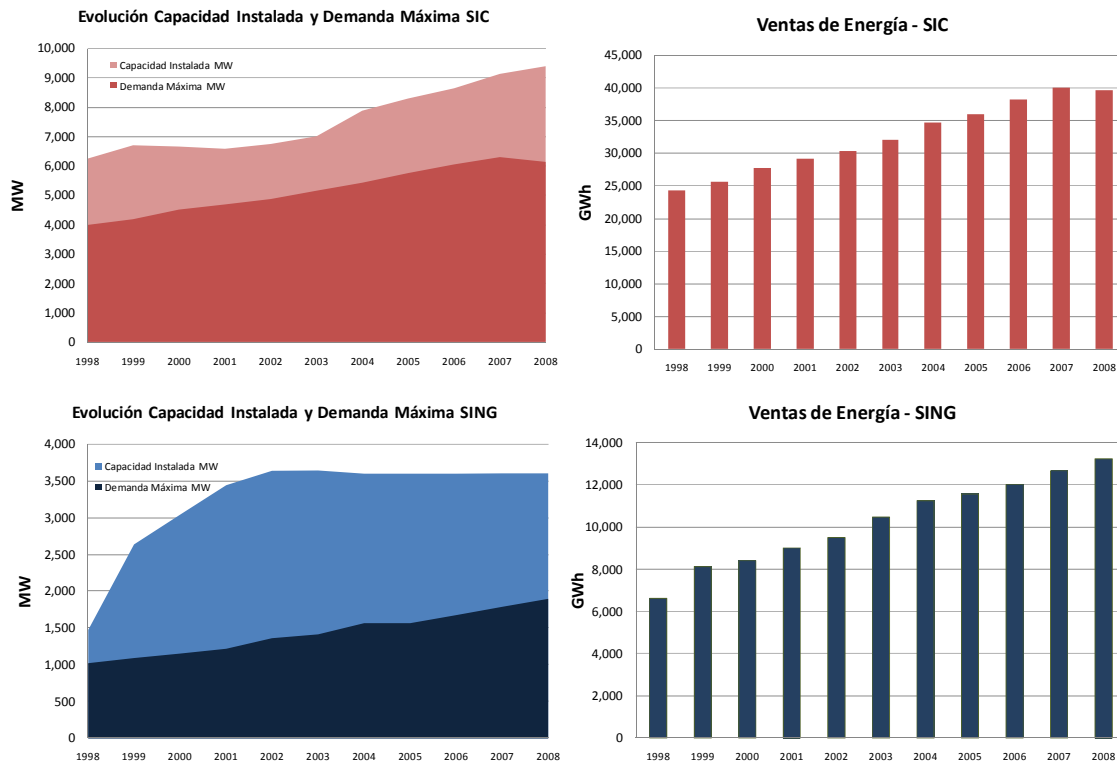 Evolución Capacidad Instalada y Demanda Máxima SIC
10,000
9,000
8,000
7,000
6,000
5,000
4,000
3,000
2,000
1,000
0
MW
Capacidad Instalada MW
Demanda Máxima MW
1998 1999 2000 2001 2002 2003 2004 2005 2006 2007 2008
Ventas de Energía - SIC
45,000
40,000
35,000
30,000
25,000
20,000
15,000
10,000
5,000
0
GWh
1998 1999 2000 2001 2002 2003 2004 2005 2006 2007 2008
Evolución Capacidad Instalada y Demanda Máxima SING
4,000
3,500
3,000
2,500
2,000
1,500
1,000
500
0
MW
Capacidad Instalada MW
Demanda Máxima MW
1998 1999 2000 2001 2002 2003 2004 2005 2006 2007 2008
Ventas de Energía - SING
14,000
12,000
10,000
8,000
6,000
4,000
2,000
0
GWh
1998 1999 2000 2001 2002 2003 2004 2005 2006 2007 2008